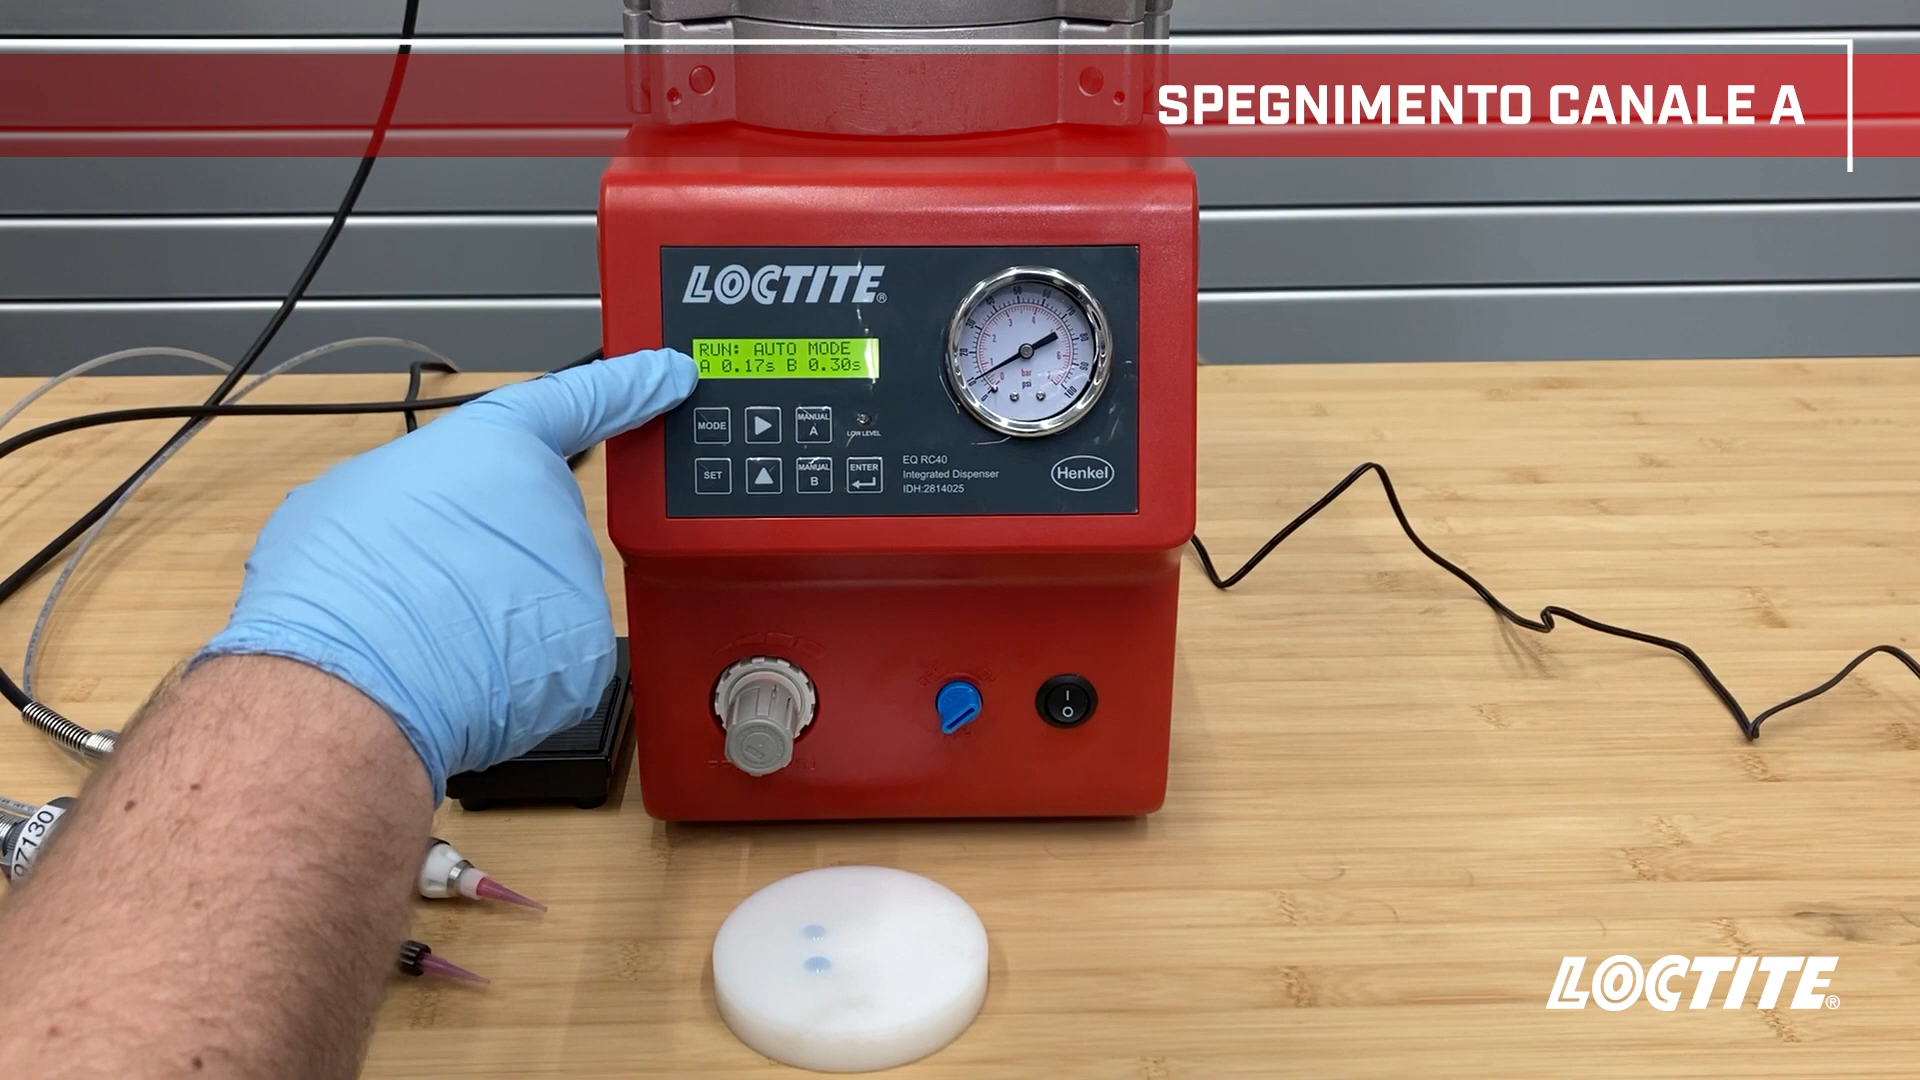 SPEGNIMENTO CANALE A
LOCTITE®
RUN: AUTO MODE
A 0.17s B 0.30s
MODE
MANUAL A
LOW LEVEL
SET
MANUAL B
ENTER
EQ RC40
Integrated Dispenser
IDH:2814025
Henkel
bar
psi
07130
LOCTITE®